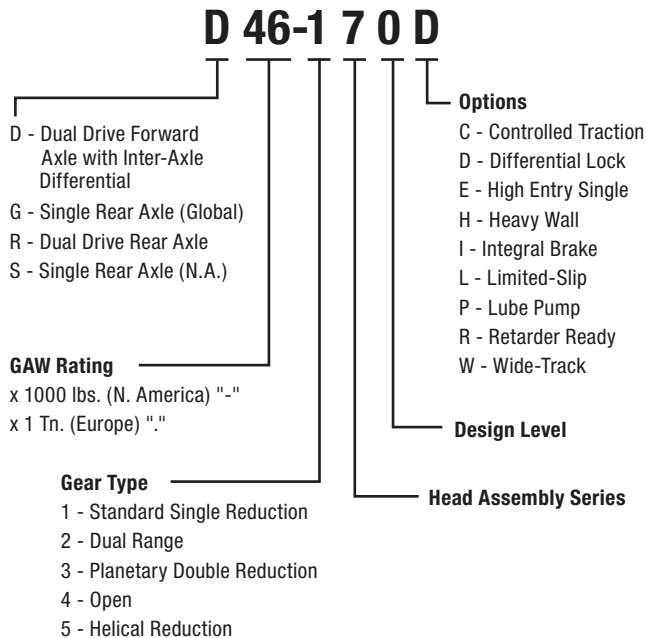 D 46-1 7 0 D
D - Dual Drive Forward
Axle with Inter-Axle
Differential
G - Single Rear Axle (Global)
R - Dual Drive Rear Axle
S - Single Rear Axle (N.A.)
GAW Rating
x 1000 lbs. (N. America) "-"
x 1 Tn. (Europe) "."
Gear Type
1 - Standard Single Reduction
2 - Dual Range
3 - Planetary Double Reduction
4 - Open
5 - Helical Reduction
Options
C - Controlled Traction
D - Differential Lock
E - High Entry Single
H - Heavy Wall
I - Integral Brake
L - Limited-Slip
P - Lube Pump
R - Retarder Ready
W - Wide-Track
Design Level
Head Assembly Series